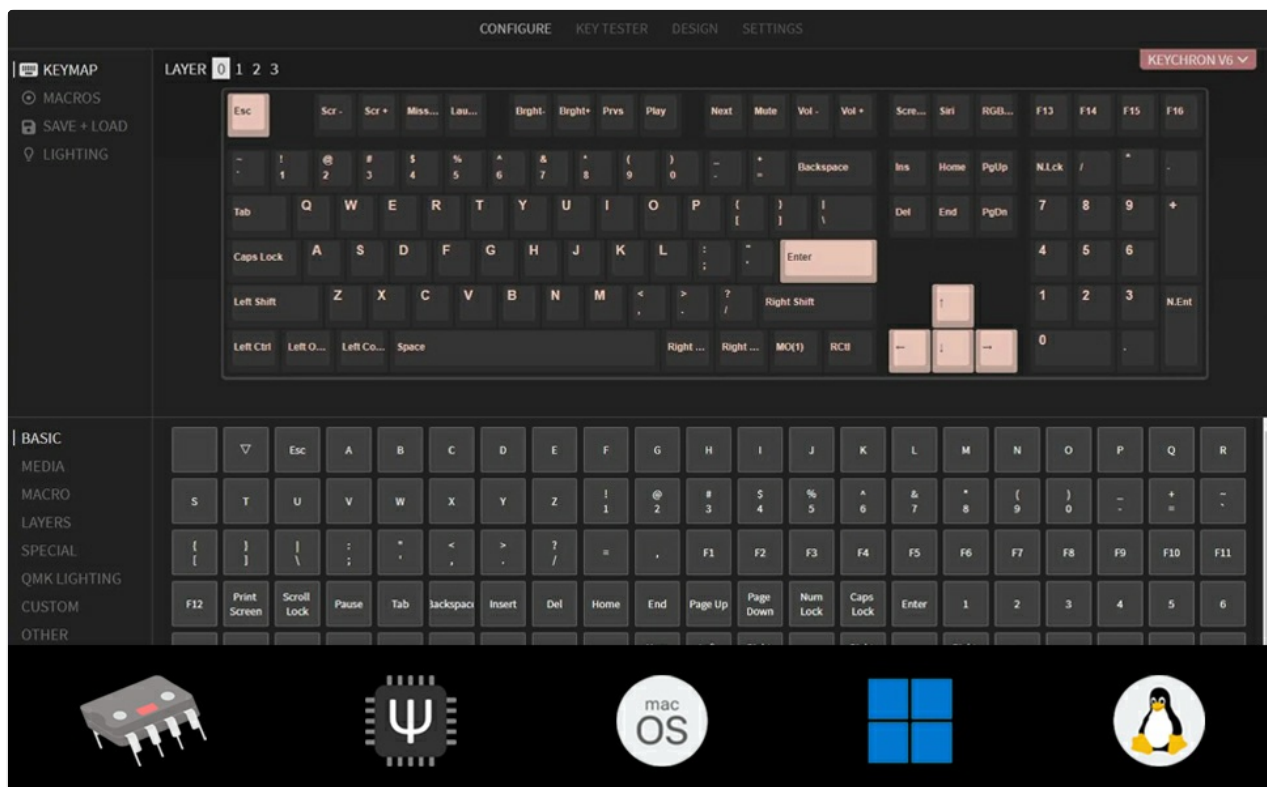 CONFIGURE KEY TESTER DESIGN SETTINGS
KEYMAP
MACROS
SAVE + LOAD
LIGHTING
LAYER 0 1 2 3
KEYCHRON V6
Esc Scr - Scr + Miss... Lau... Brght- Brght+ Prvs Play Next Mute Vol - Vol + Scre... Siri RGB... F13 F14 F15 F16
~ ! @ # $ % ^ & * ( ) _ +
` 1 2 3 4 5 6 7 8 9 0 - = Backspace Ins Home PgUp N.Lck / * -
Tab Q W E R T Y U I O P { } |
[ ] \ Del End PgDn 7 8 9 +
Caps Lock A S D F G H J K L : "
; ' Enter 4 5 6
Left Shift Z X C V B N M < > ?
, . / Right Shift ↑ 1 2 3 N.Ent
Left Ctrl Left O... Left Co... Space Right ... Right ... MO(1) RCtl ← ↓ → 0 .
BASIC
MEDIA
MACRO
LAYERS
SPECIAL
QMK LIGHTING
CUSTOM
OTHER
▽ Esc A B C D E F G H I J K L M N O P Q R
S T U V W X Y Z ! @ # $ % ^ & * ( ) _ + ~
1 2 3 4 5 6 7 8 9 0 - = `
{ } | : " < > ? = , F1 F2 F3 F4 F5 F6 F7 F8 F9 F10 F11
[ ] \ ; ' , . /
F12 Print Screen Scroll Lock Pause Tab Backspace Insert Del Home End Page Up Page Down Num Lock Caps Lock Enter 1 2 3 4 5 6
mac
OS